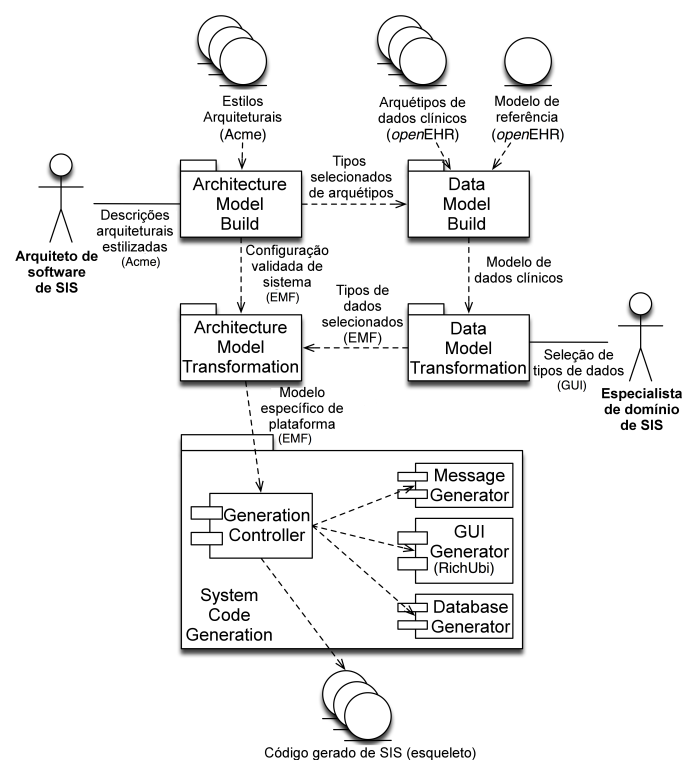 Estilos
Arquiteturais
(Acme)
Arquétipos de
dados clínicos
(openEHR)
Modelo de
referência
(openEHR)
Arquiteto de
software
de SIS
Descrições
arquiteturais
estilizadas
(Acme)
Architecture
Model
Build
Tipos
selecionados
de arquétipos
Data
Model
Build
Configuração
validada de
sistema
(EMF)
Modelo de
dados clínicos
Architecture
Model
Transformation
Tipos de
dados
selecionados
(EMF)
Data
Model
Transformation
Seleção de
tipos de dados
(GUI)
Especialista
de domínio
de SIS
Modelo
específico de
plataforma
(EMF)
Generation
Controller
Message
Generator
GUI
Generator
(RichUbi)
Database
Generator
System
Code
Generation
Código gerado de SIS (esqueleto)